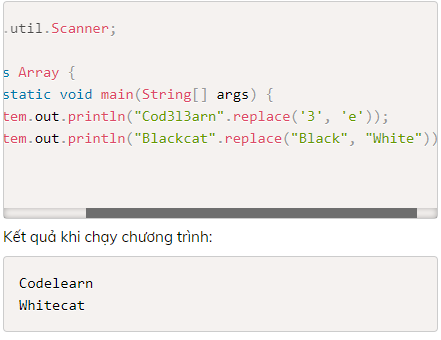 .util.Scanner;
s Array {
static void main(String[] args) {
tem.out.println("Cod3l3arn".replace('3', 'e'));
tem.out.println("Blackcat".replace("Black", "White"))
Kết quả khi chạy chương trình:
Codelearn
Whitecat